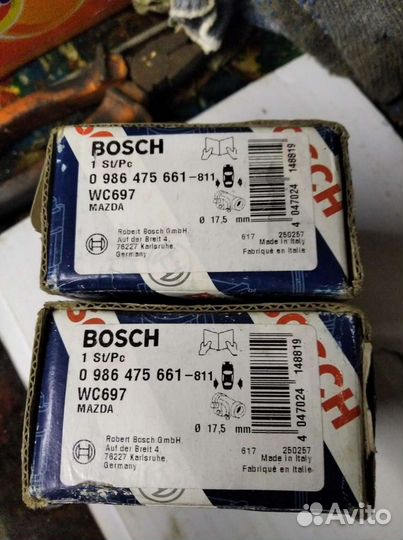 BOSCH
1 St/Pc
0 986 475 661-811
WC697
MAZDA
Ø 17,5 mm
Robert Bosch GmbH,
Auf der Breit 4,
76227 Karlsruhe,
Germany
617 250257
Made in Italy
Fabriqué en Italie
4 047024 148819
SCH
BOSCH
1 St/Pc
0 986 475 661-811
WC697
MAZDA
Ø 17,5 mm
Robert Bosch GmbH,
Auf der Breit 4,
76227 Karlsruhe,
Germany
617 250257
Made in Italy
Fabriqué en Italie
4 047024 148819
SCH
Avito